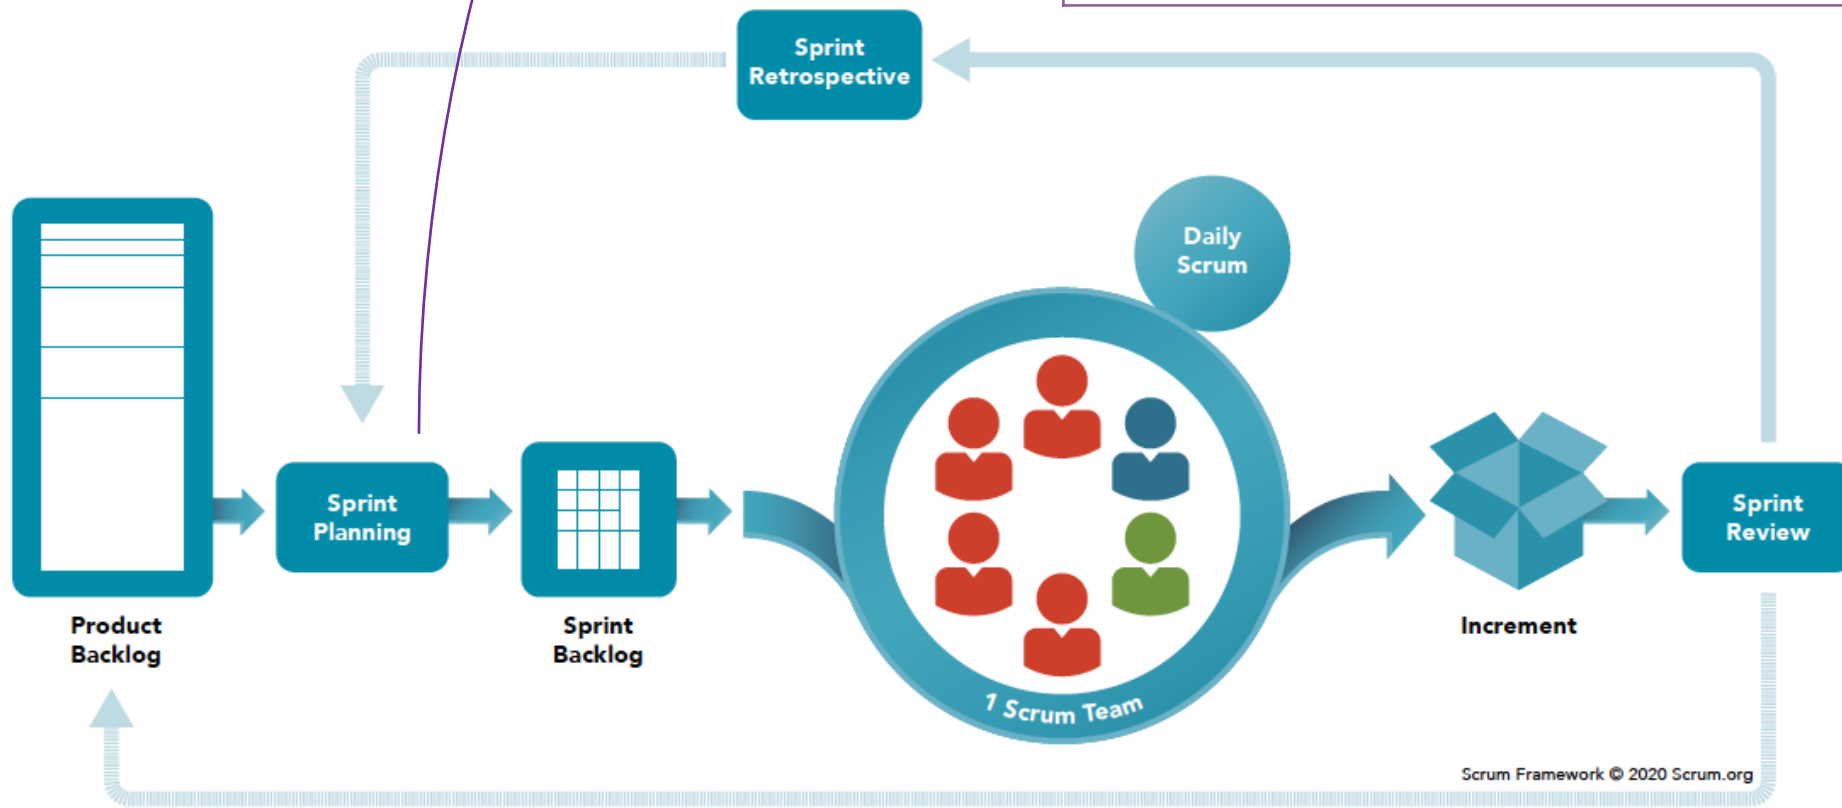 Sprint
Retrospective
Daily
Scrum
Sprint
Planning
Sprint
Review
Product
Backlog
Sprint
Backlog
Increment
1 Scrum Team
Scrum Framework © 2020 Scrum.org